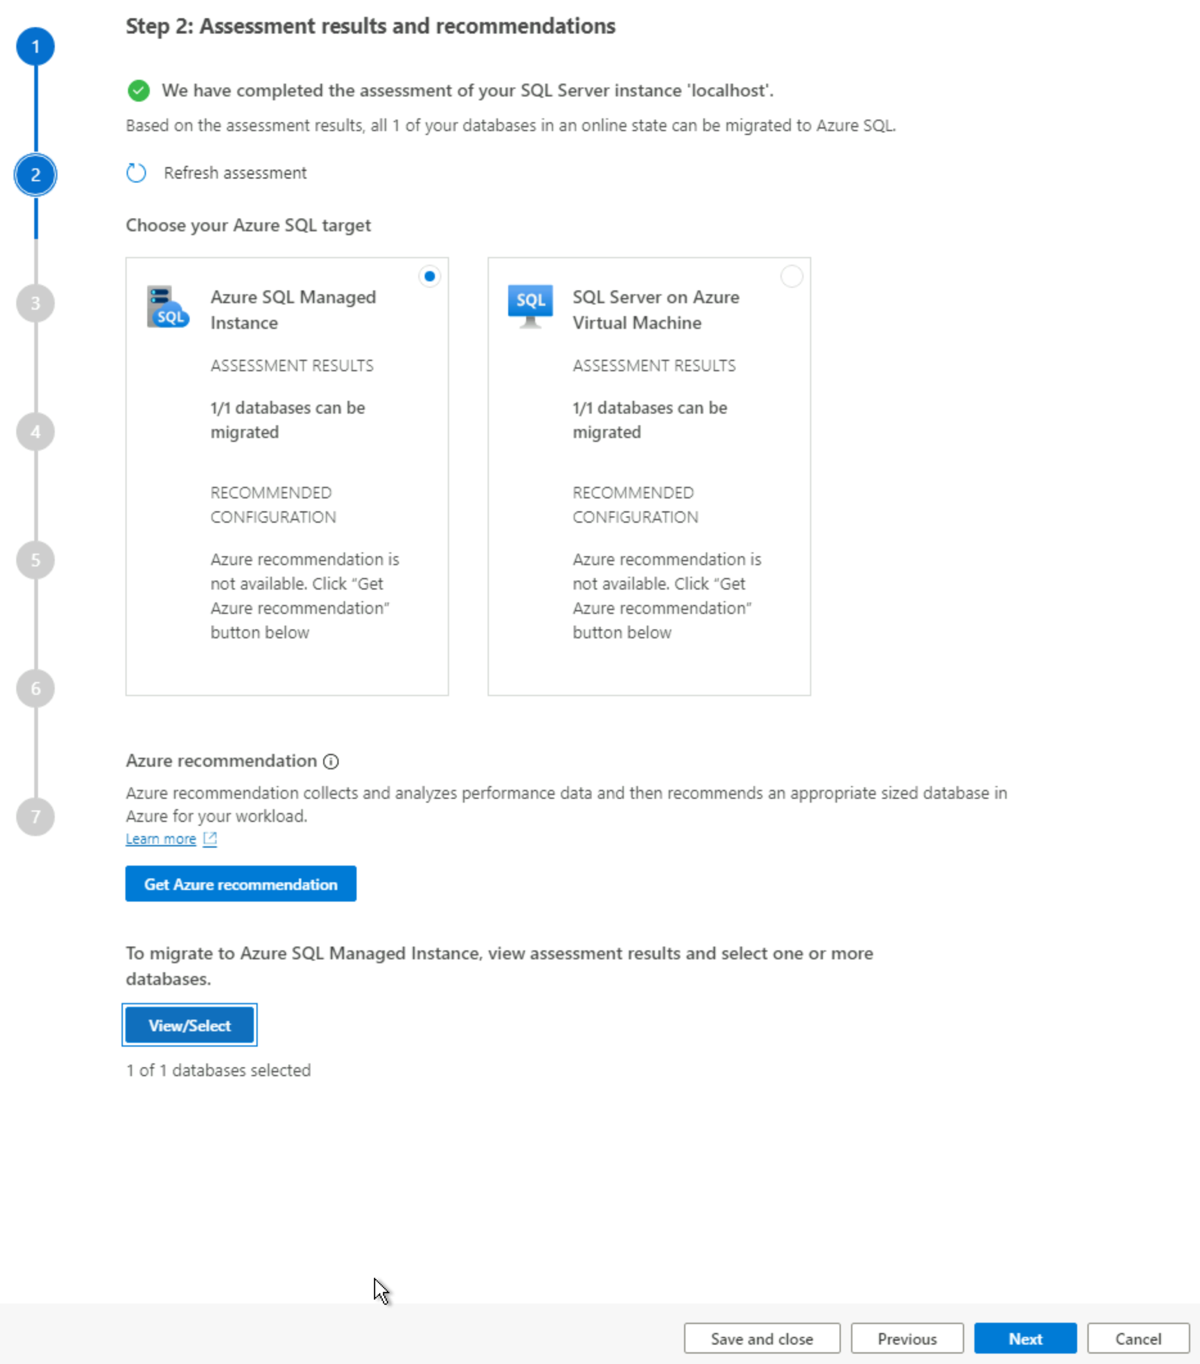 1
Step 2: Assessment results and recommendations
We have completed the assessment of your SQL Server instance 'localhost'.
Based on the assessment results, all 1 of your databases in an online state can be migrated to Azure SQL.
2
Refresh assessment
Choose your Azure SQL target
3
SQL
Azure SQL Managed
Instance
ASSESSMENT RESULTS
1/1 databases can be
migrated
RECOMMENDED
CONFIGURATION
Azure recommendation is
not available. Click “Get
Azure recommendation”
button below
SQL
SQL Server on Azure
Virtual Machine
ASSESSMENT RESULTS
1/1 databases can be
migrated
RECOMMENDED
CONFIGURATION
Azure recommendation is
not available. Click “Get
Azure recommendation”
button below
4
5
6
7
Azure recommendation
Azure recommendation collects and analyzes performance data and then recommends an appropriate sized database in
Azure for your workload.
Learn more
Get Azure recommendation
To migrate to Azure SQL Managed Instance, view assessment results and select one or more
databases.
View/Select
1 of 1 databases selected
Save and close
Previous
Next
Cancel